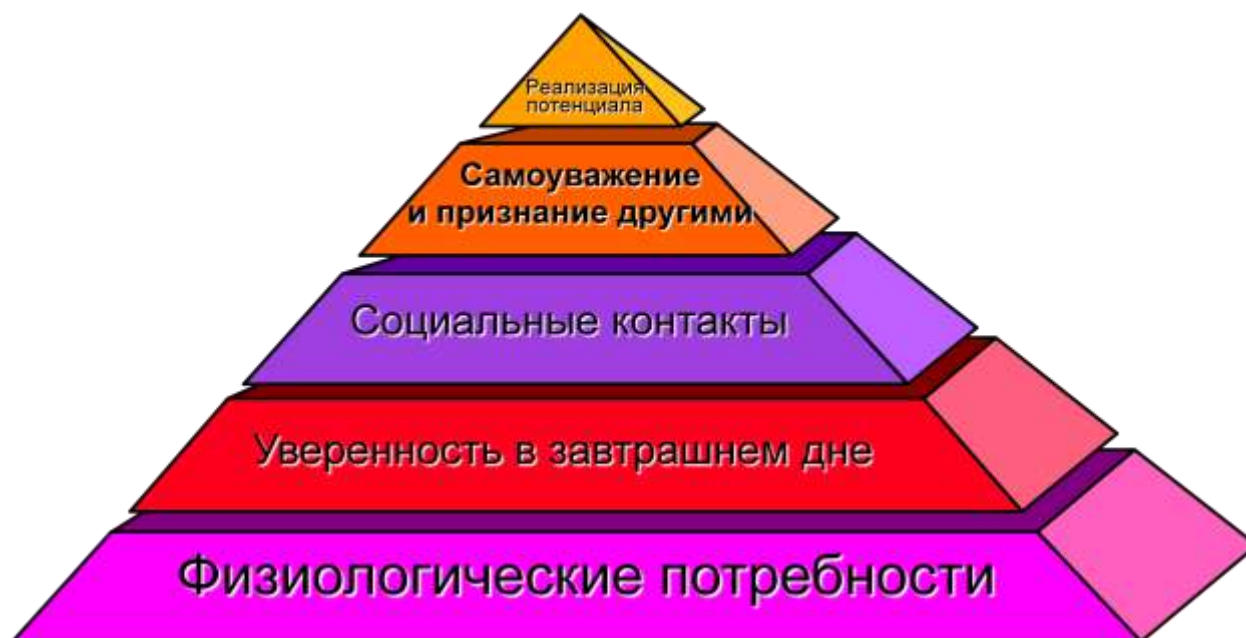 Реализация
потенциала
Самоуважение
и признание другими
Социальные контакты
Уверенность в завтрашнем дне
Физиологические потребности